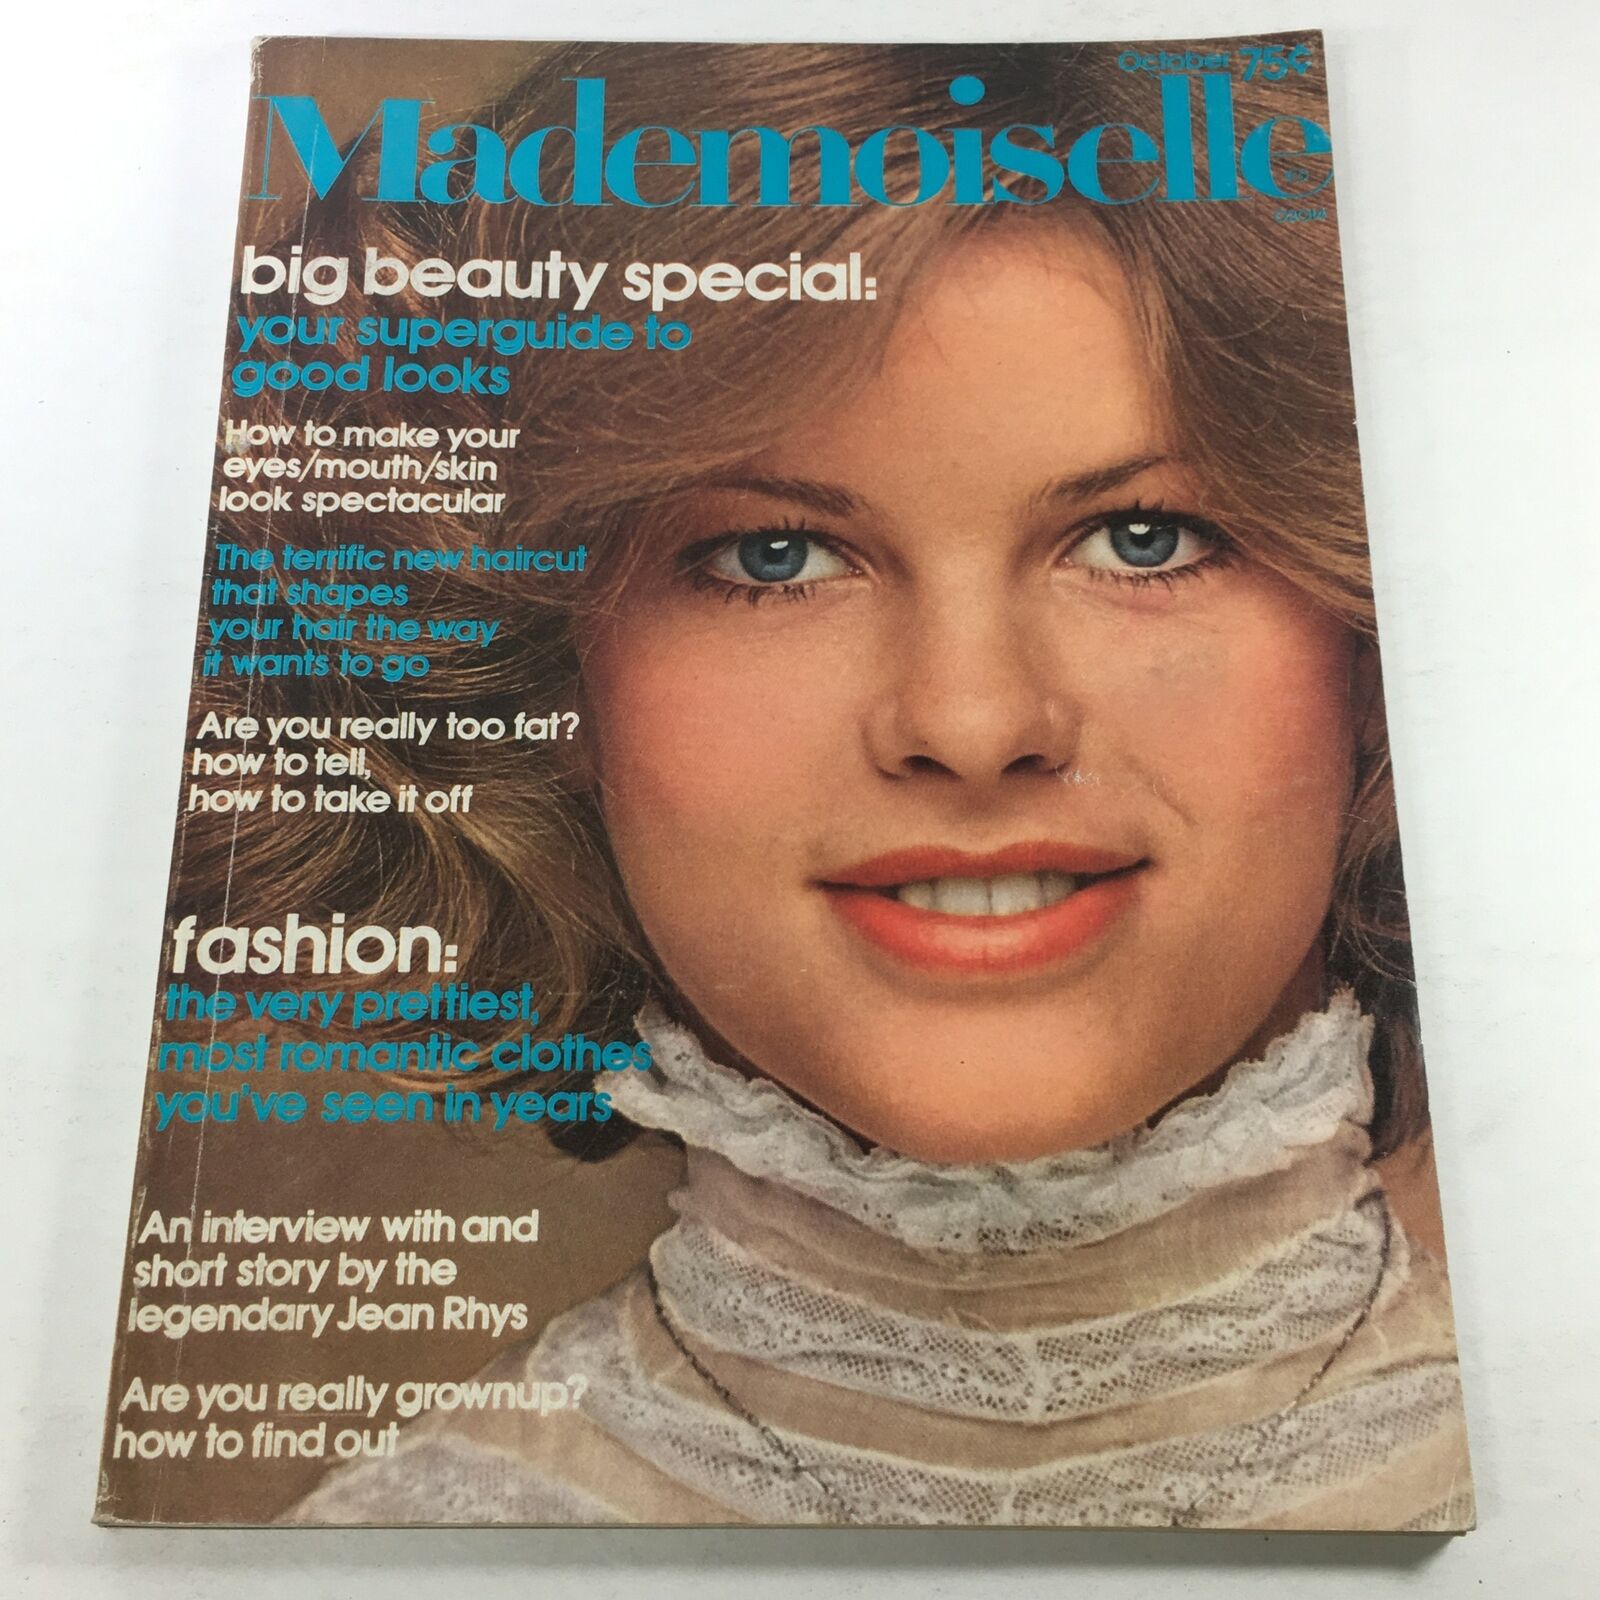 October 75¢
Mademoiselle
02014
big beauty special:
your superguide to
good looks
How to make your
eyes/mouth/skin
look spectacular
The terrific new haircut
that shapes
your hair the way
it wants to go
Are you really too fat?
how to tell,
how to take it off
fashion:
the very prettiest,
most romantic clothes
you've seen in years
An interview with and
short story by the
legendary Jean Rhys
Are you really grownup?
how to find out